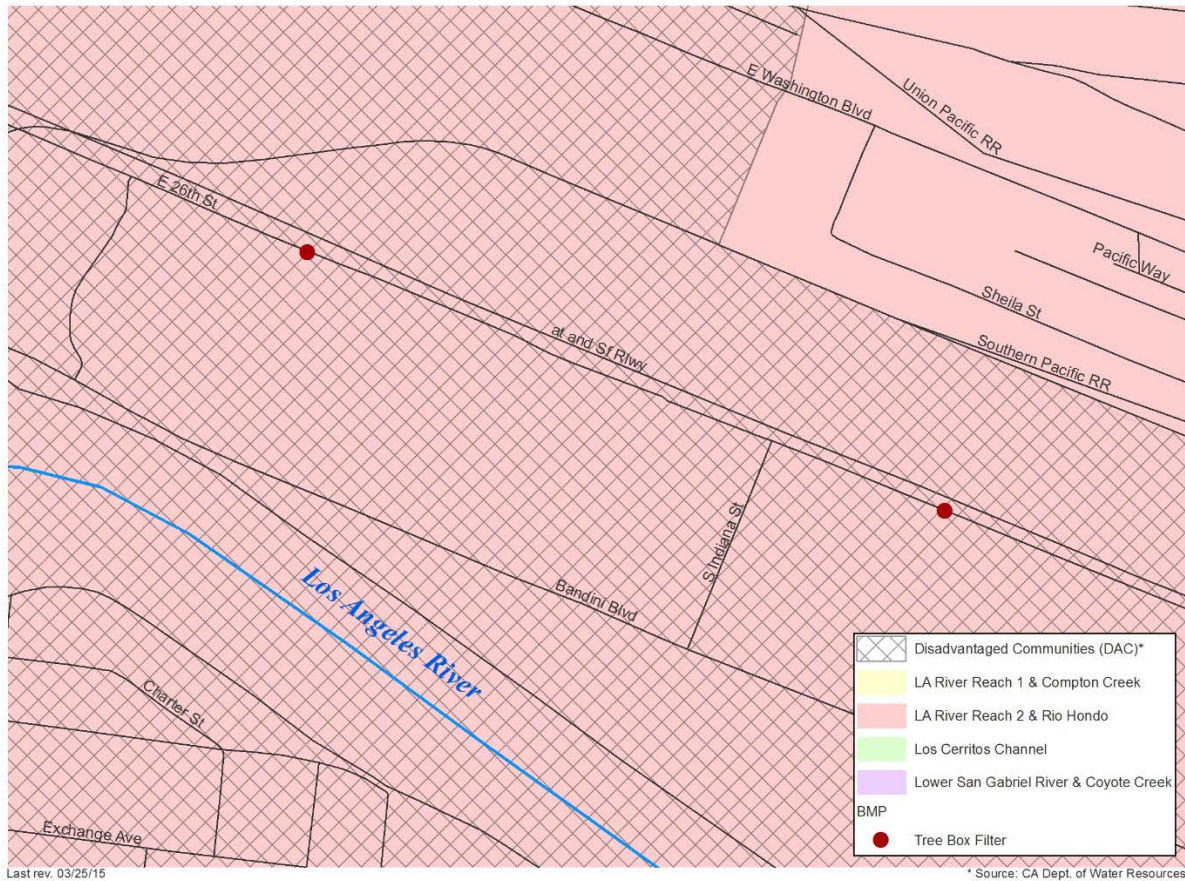 E Washington Blvd
Union Pacific RR
E 26th St
Pacific Way
Sheila St
at and Sf Rlwy
Southern Pacific RR
S Indiana St
Los Angeles River
Bandini Blvd
Charter St
Exchange Ave
Disadvantaged Communities (DAC)*
LA River Reach 1 & Compton Creek
LA River Reach 2 & Rio Hondo
Los Cerritos Channel
Lower San Gabriel River & Coyote Creek
BMP
Tree Box Filter
Last rev. 03/25/15
* Source: CA Dept. of Water Resources